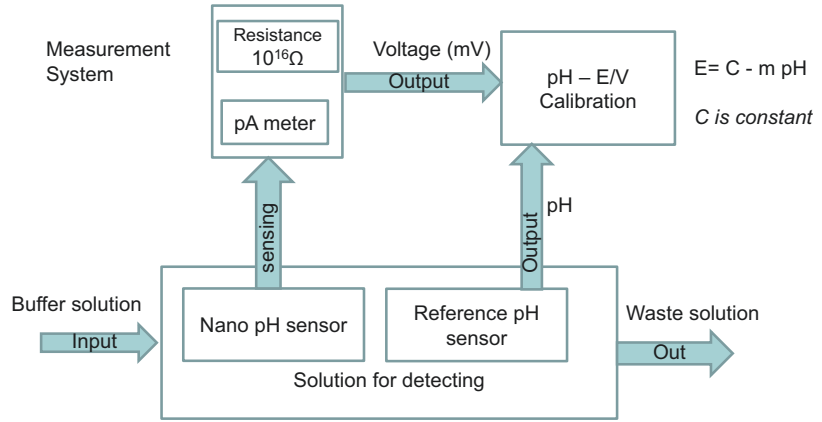 Measurement
System
Resistance
10¹⁶Ω
pA meter
Voltage (mV)
Output
pH – E/V
Calibration
E= C - m pH
C is constant
sensing
Output
pH
Buffer solution
Input
Nano pH sensor
Reference pH
sensor
Solution for detecting
Waste solution
Out